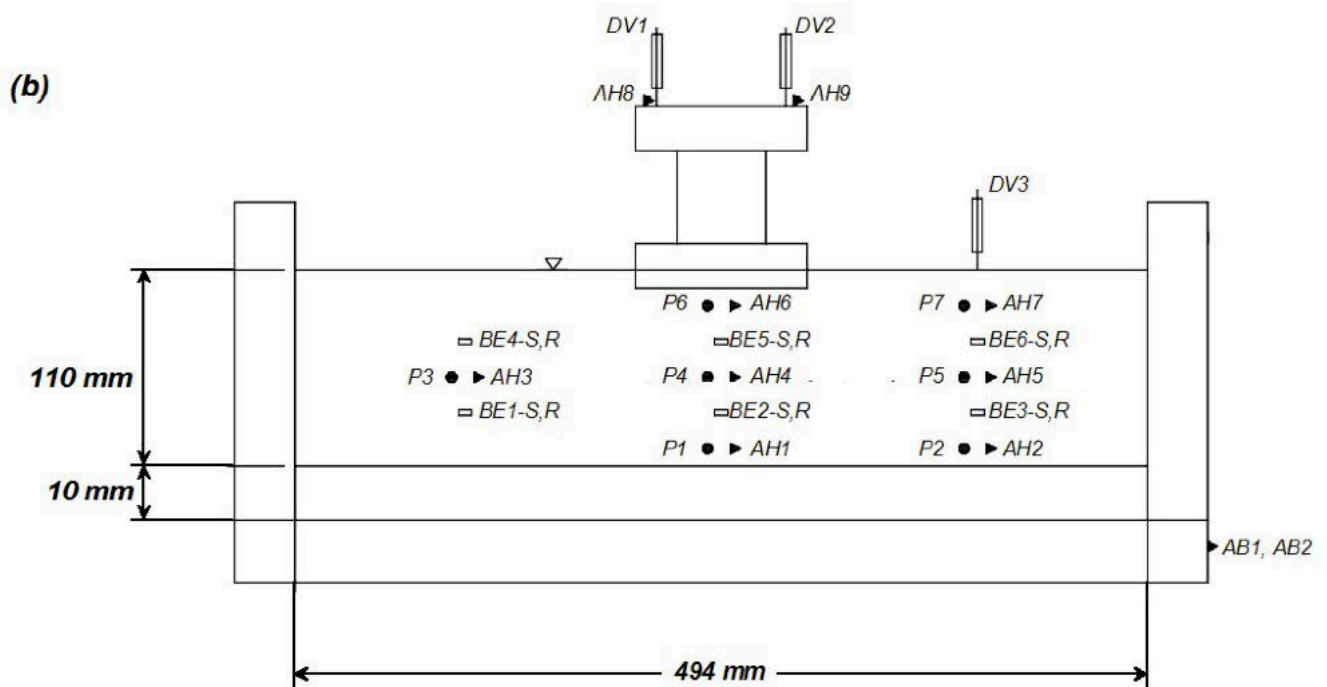 DV1 DV2
(b)
AH8 AH9
DV3
P6 AH6 P7 AH7
BE4-S,R BE5-S,R BE6-S,R
110 mm P3 AH3 P4 AH4 P5 AH5
BE1-S,R BE2-S,R BE3-S,R
P1 AH1 P2 AH2
10 mm
AB1, AB2
494 mm